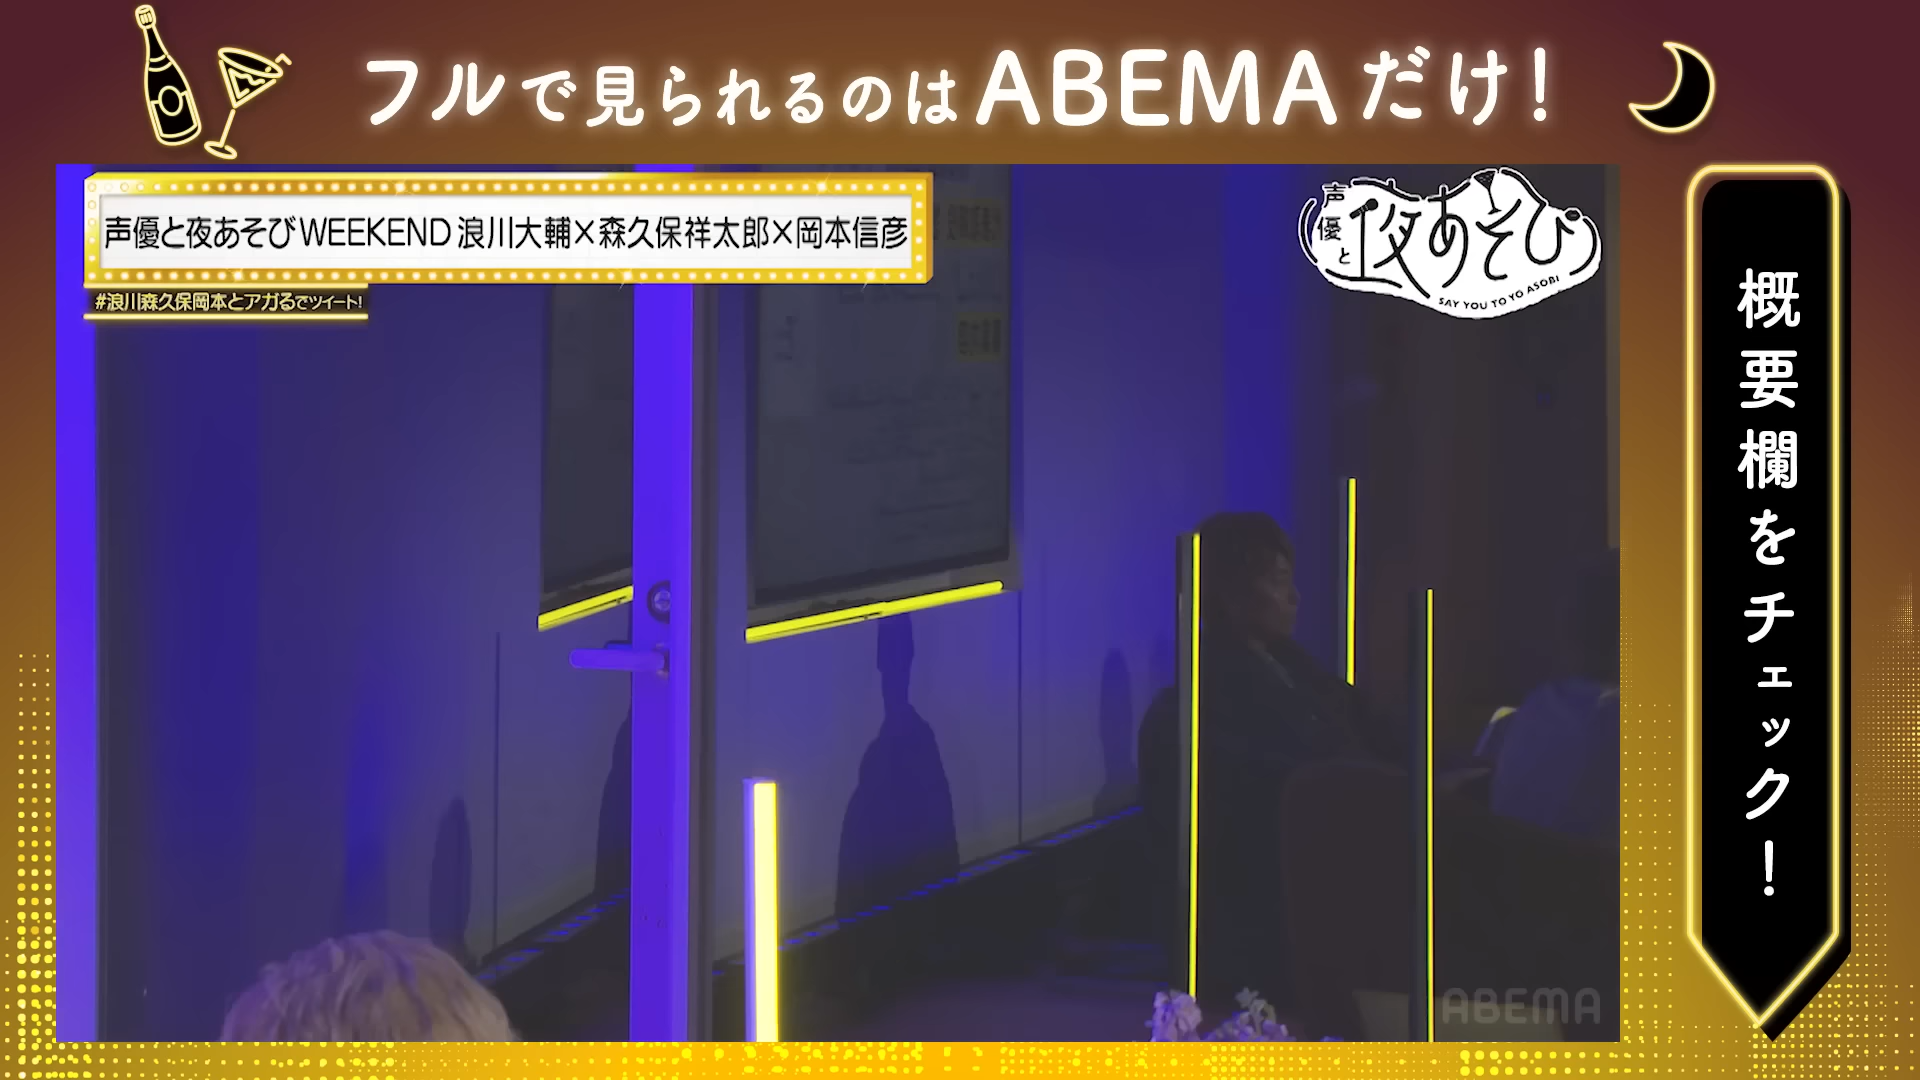 フルで見られるのはABEMAだけ！
声優と夜あそびWEEKEND 浪川大輔×森久保祥太郎×岡本信彦
#浪川森久保岡本とアガるでツイート!
声優と夜あそび
SAY YOU TO YO ASOBI
概要欄をチェック！
ABEMA